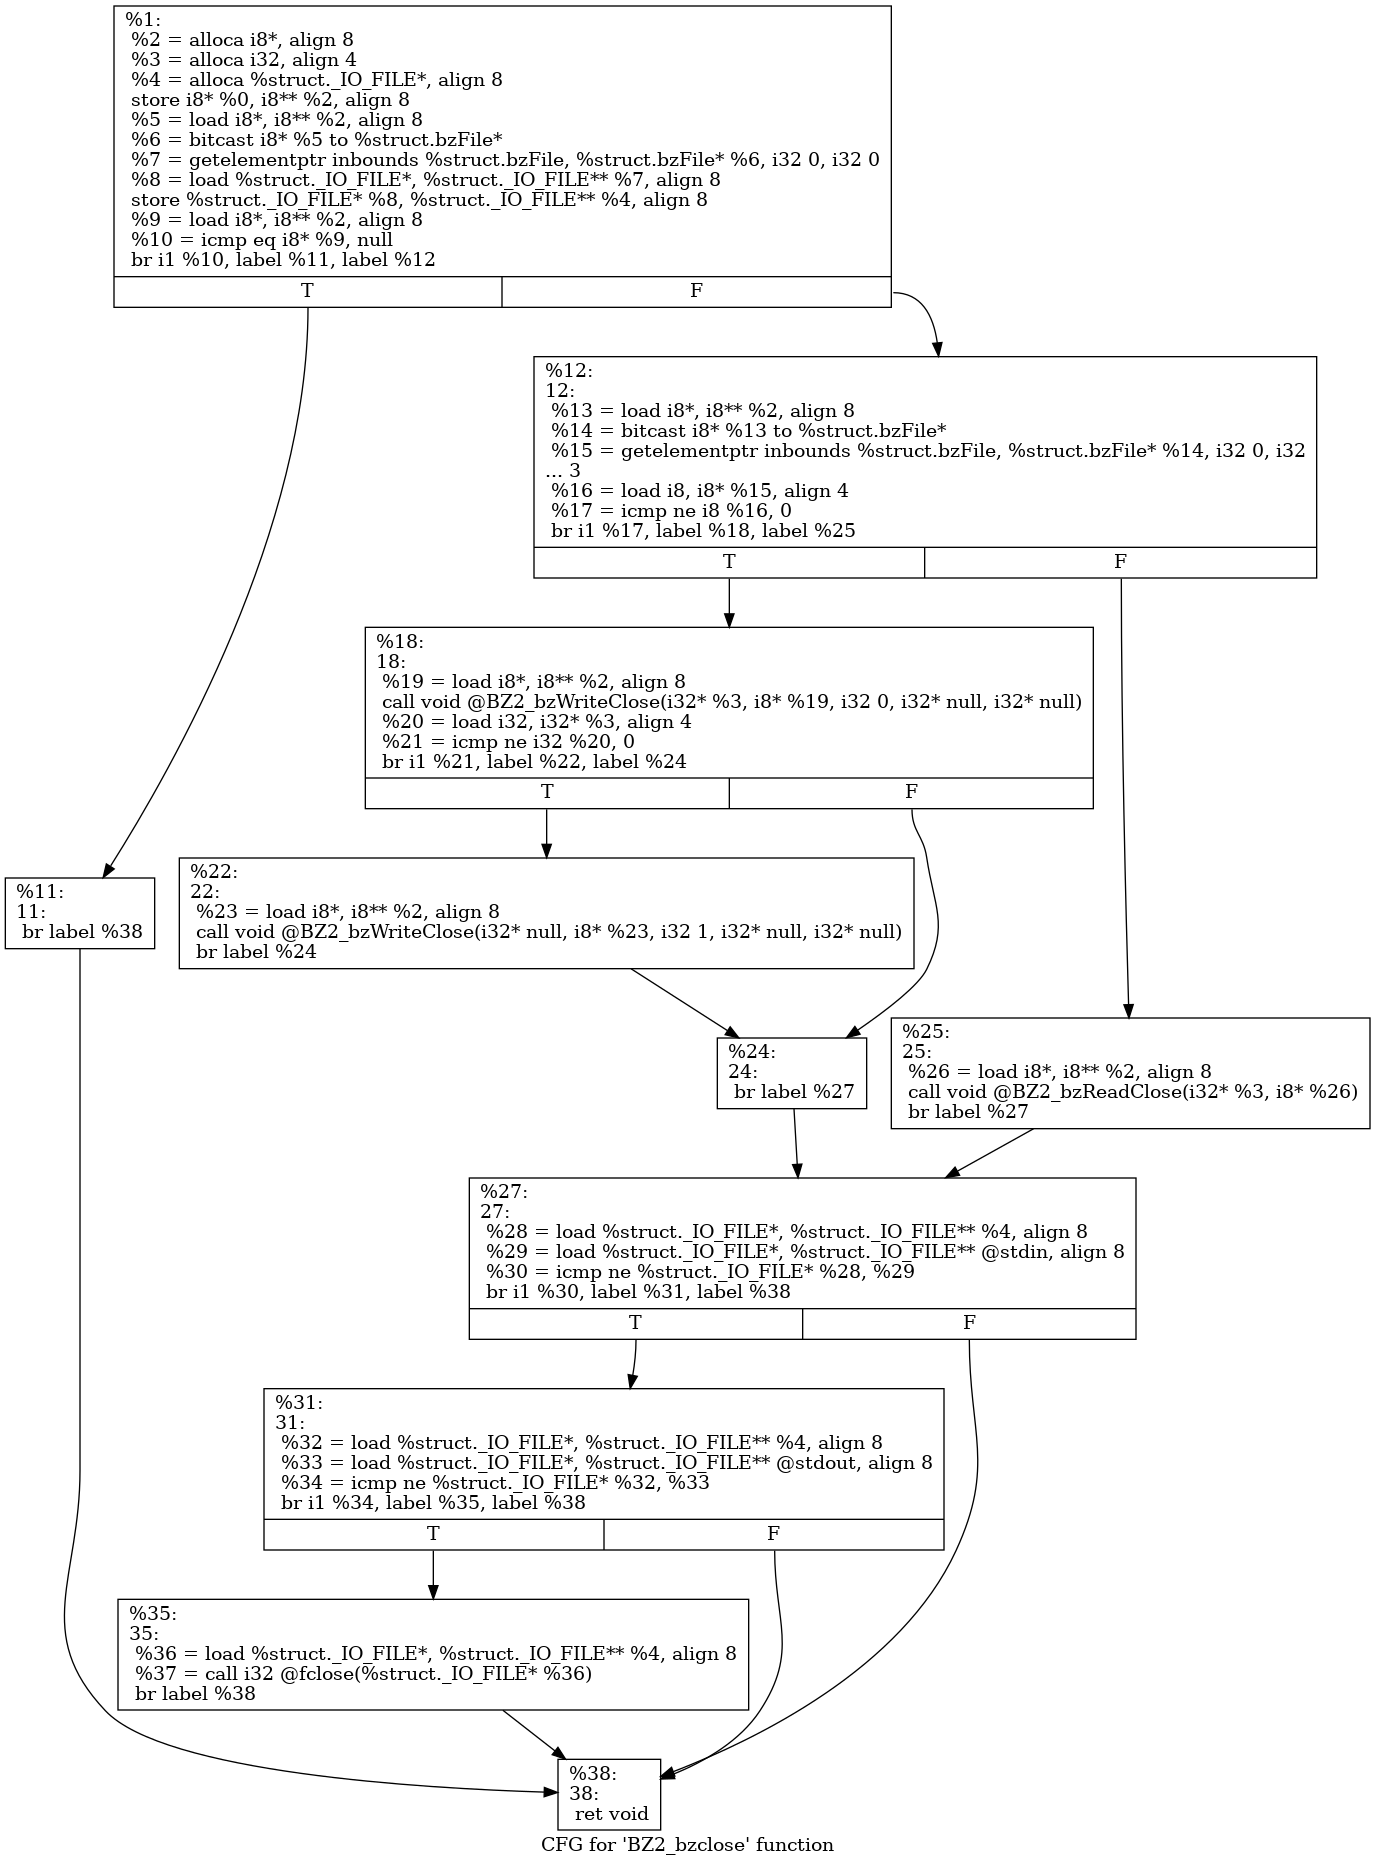 %1:
%2 = alloca i8*, align 8
%3 = alloca i32, align 4
%4 = alloca %struct._IO_FILE*, align 8
store i8* %0, i8** %2, align 8
%5 = load i8*, i8** %2, align 8
%6 = bitcast i8* %5 to %struct.bzFile*
%7 = getelementptr inbounds %struct.bzFile, %struct.bzFile* %6, i32 0, i32 0
%8 = load %struct._IO_FILE*, %struct._IO_FILE** %7, align 8
store %struct._IO_FILE* %8, %struct._IO_FILE** %4, align 8
%9 = load i8*, i8** %2, align 8
%10 = icmp eq i8* %9, null
br i1 %10, label %11, label %12
T F
%12:
12:
%13 = load i8*, i8** %2, align 8
%14 = bitcast i8* %13 to %struct.bzFile*
%15 = getelementptr inbounds %struct.bzFile, %struct.bzFile* %14, i32 0, i32
... 3
%16 = load i8, i8* %15, align 4
%17 = icmp ne i8 %16, 0
br i1 %17, label %18, label %25
T F
%18:
18:
%19 = load i8*, i8** %2, align 8
call void @BZ2_bzWriteClose(i32* %3, i8* %19, i32 0, i32* null, i32* null)
%20 = load i32, i32* %3, align 4
%21 = icmp ne i32 %20, 0
br i1 %21, label %22, label %24
T F
%11:
11:
br label %38
%22:
22:
%23 = load i8*, i8** %2, align 8
call void @BZ2_bzWriteClose(i32* null, i8* %23, i32 1, i32* null, i32* null)
br label %24
%24:
24:
br label %27
%25:
25:
%26 = load i8*, i8** %2, align 8
call void @BZ2_bzReadClose(i32* %3, i8* %26)
br label %27
%27:
27:
%28 = load %struct._IO_FILE*, %struct._IO_FILE** %4, align 8
%29 = load %struct._IO_FILE*, %struct._IO_FILE** @stdin, align 8
%30 = icmp ne %struct._IO_FILE* %28, %29
br i1 %30, label %31, label %38
T F
%31:
31:
%32 = load %struct._IO_FILE*, %struct._IO_FILE** %4, align 8
%33 = load %struct._IO_FILE*, %struct._IO_FILE** @stdout, align 8
%34 = icmp ne %struct._IO_FILE* %32, %33
br i1 %34, label %35, label %38
T F
%35:
35:
%36 = load %struct._IO_FILE*, %struct._IO_FILE** %4, align 8
%37 = call i32 @fclose(%struct._IO_FILE* %36)
br label %38
%38:
38:
ret void
CFG for 'BZ2_bzclose' function